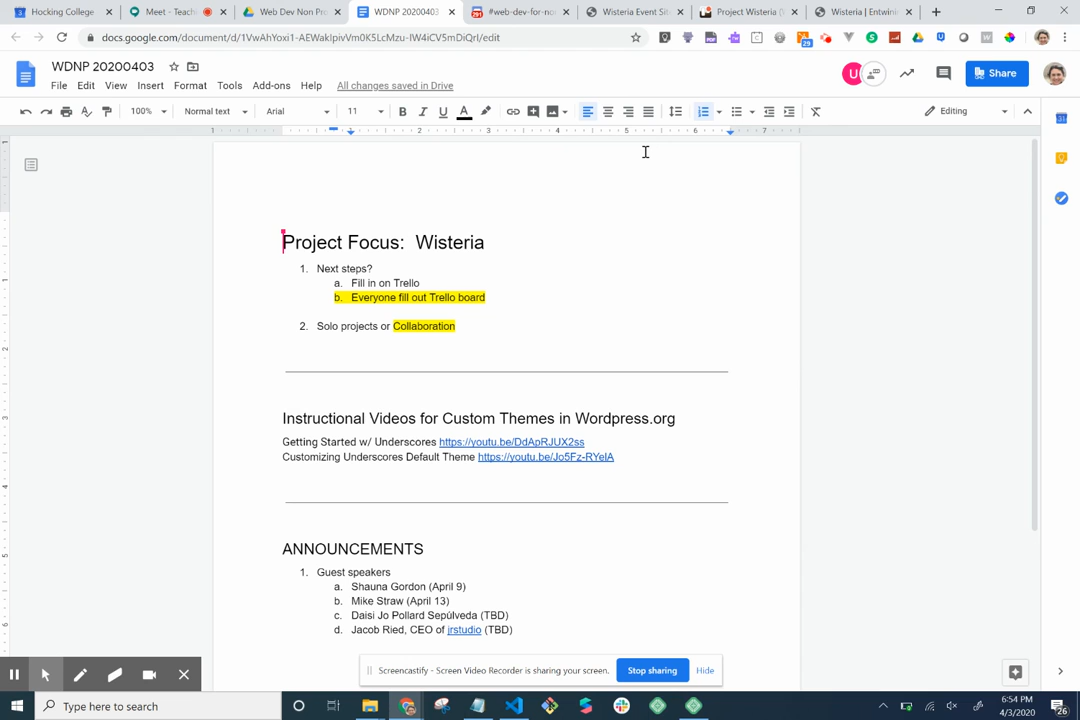 Hocking College
Meet - Teach
Web Dev Non Pro
WDNP 20200403
#web-dev-for-no
Wisteria Event Sit
Project Wisteria (V
Wisteria | Entwini
docs.google.com/document/d/1VwAhYoxi1-AEWaklpivVm0K5LcMzu-IW4iCV5mDiQrI/edit
WDNP 20200403
File Edit View Insert Format Tools Add-ons Help All changes saved in Drive
Share
100% Normal text Arial 11 Editing
Project Focus: Wisteria
1. Next steps?
a. Fill in on Trello
b. Everyone fill out Trello board
2. Solo projects or Collaboration
Instructional Videos for Custom Themes in Wordpress.org
Getting Started w/ Underscores https://youtu.be/DdApRJUX2ss
Customizing Underscores Default Theme https://youtu.be/Jo5Fz-RYeIA
ANNOUNCEMENTS
1. Guest speakers
a. Shauna Gordon (April 9)
b. Mike Straw (April 13)
c. Daisi Jo Pollard Sepúlveda (TBD)
d. Jacob Ried, CEO of jrstudio (TBD)
Screencastify - Screen Video Recorder is sharing your screen. Stop sharing Hide
Type here to search
6:54 PM
4/3/2020
26